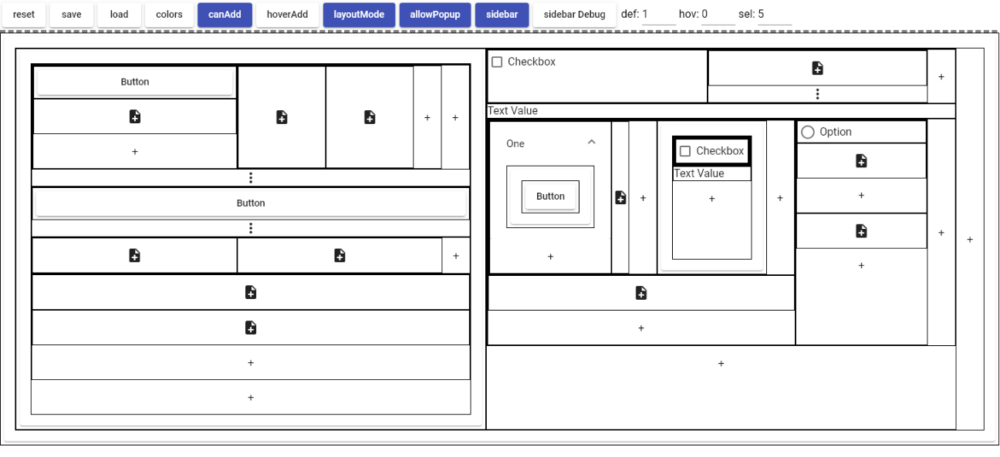 reset save load colors canAdd hoverAdd layoutMode allowPopup sidebar sidebar Debug def: 1 hov: 0 sel: 5
Button
+ +
+
Button
+
+
+
Checkbox
+
Text Value
One
Button
+
+
Checkbox
Text Value
+
+
Option
+
+
+
+
+
+